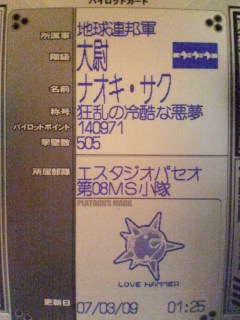 パイロットカード
所属軍 地球連邦軍
階級 大尉
名前 ナオキ・サク
称号 狂乱の冷酷な悪夢
パイロットポイント 140971
撃墜数 505
所属部隊 エスタジオパセオ
第08MS小隊
PLATOON'S MARK
LOVE HAMMER
更新日 07/03/09 01:25